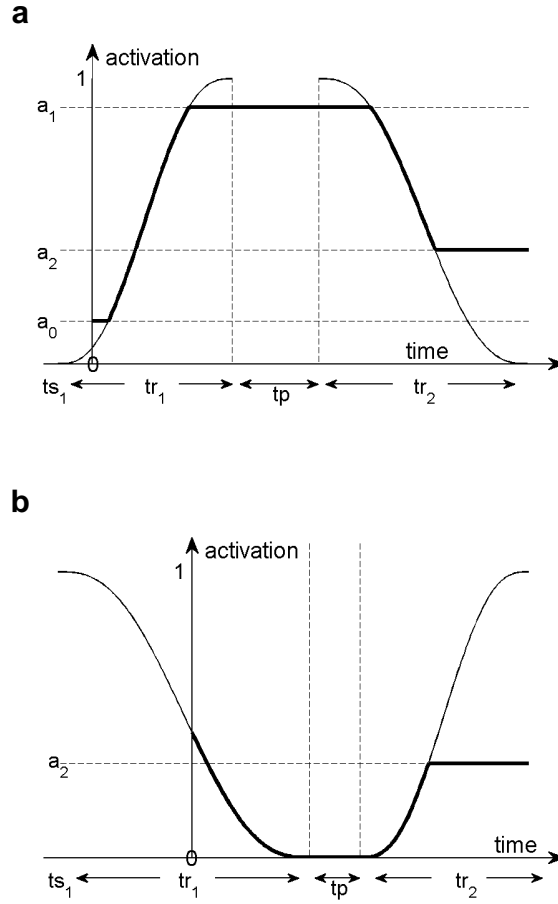 a
activation
1
a1
a2
a0
time
0
ts1 tr1 tp tr2
b
activation
1
a2
time
0
ts1 tr1 tp tr2